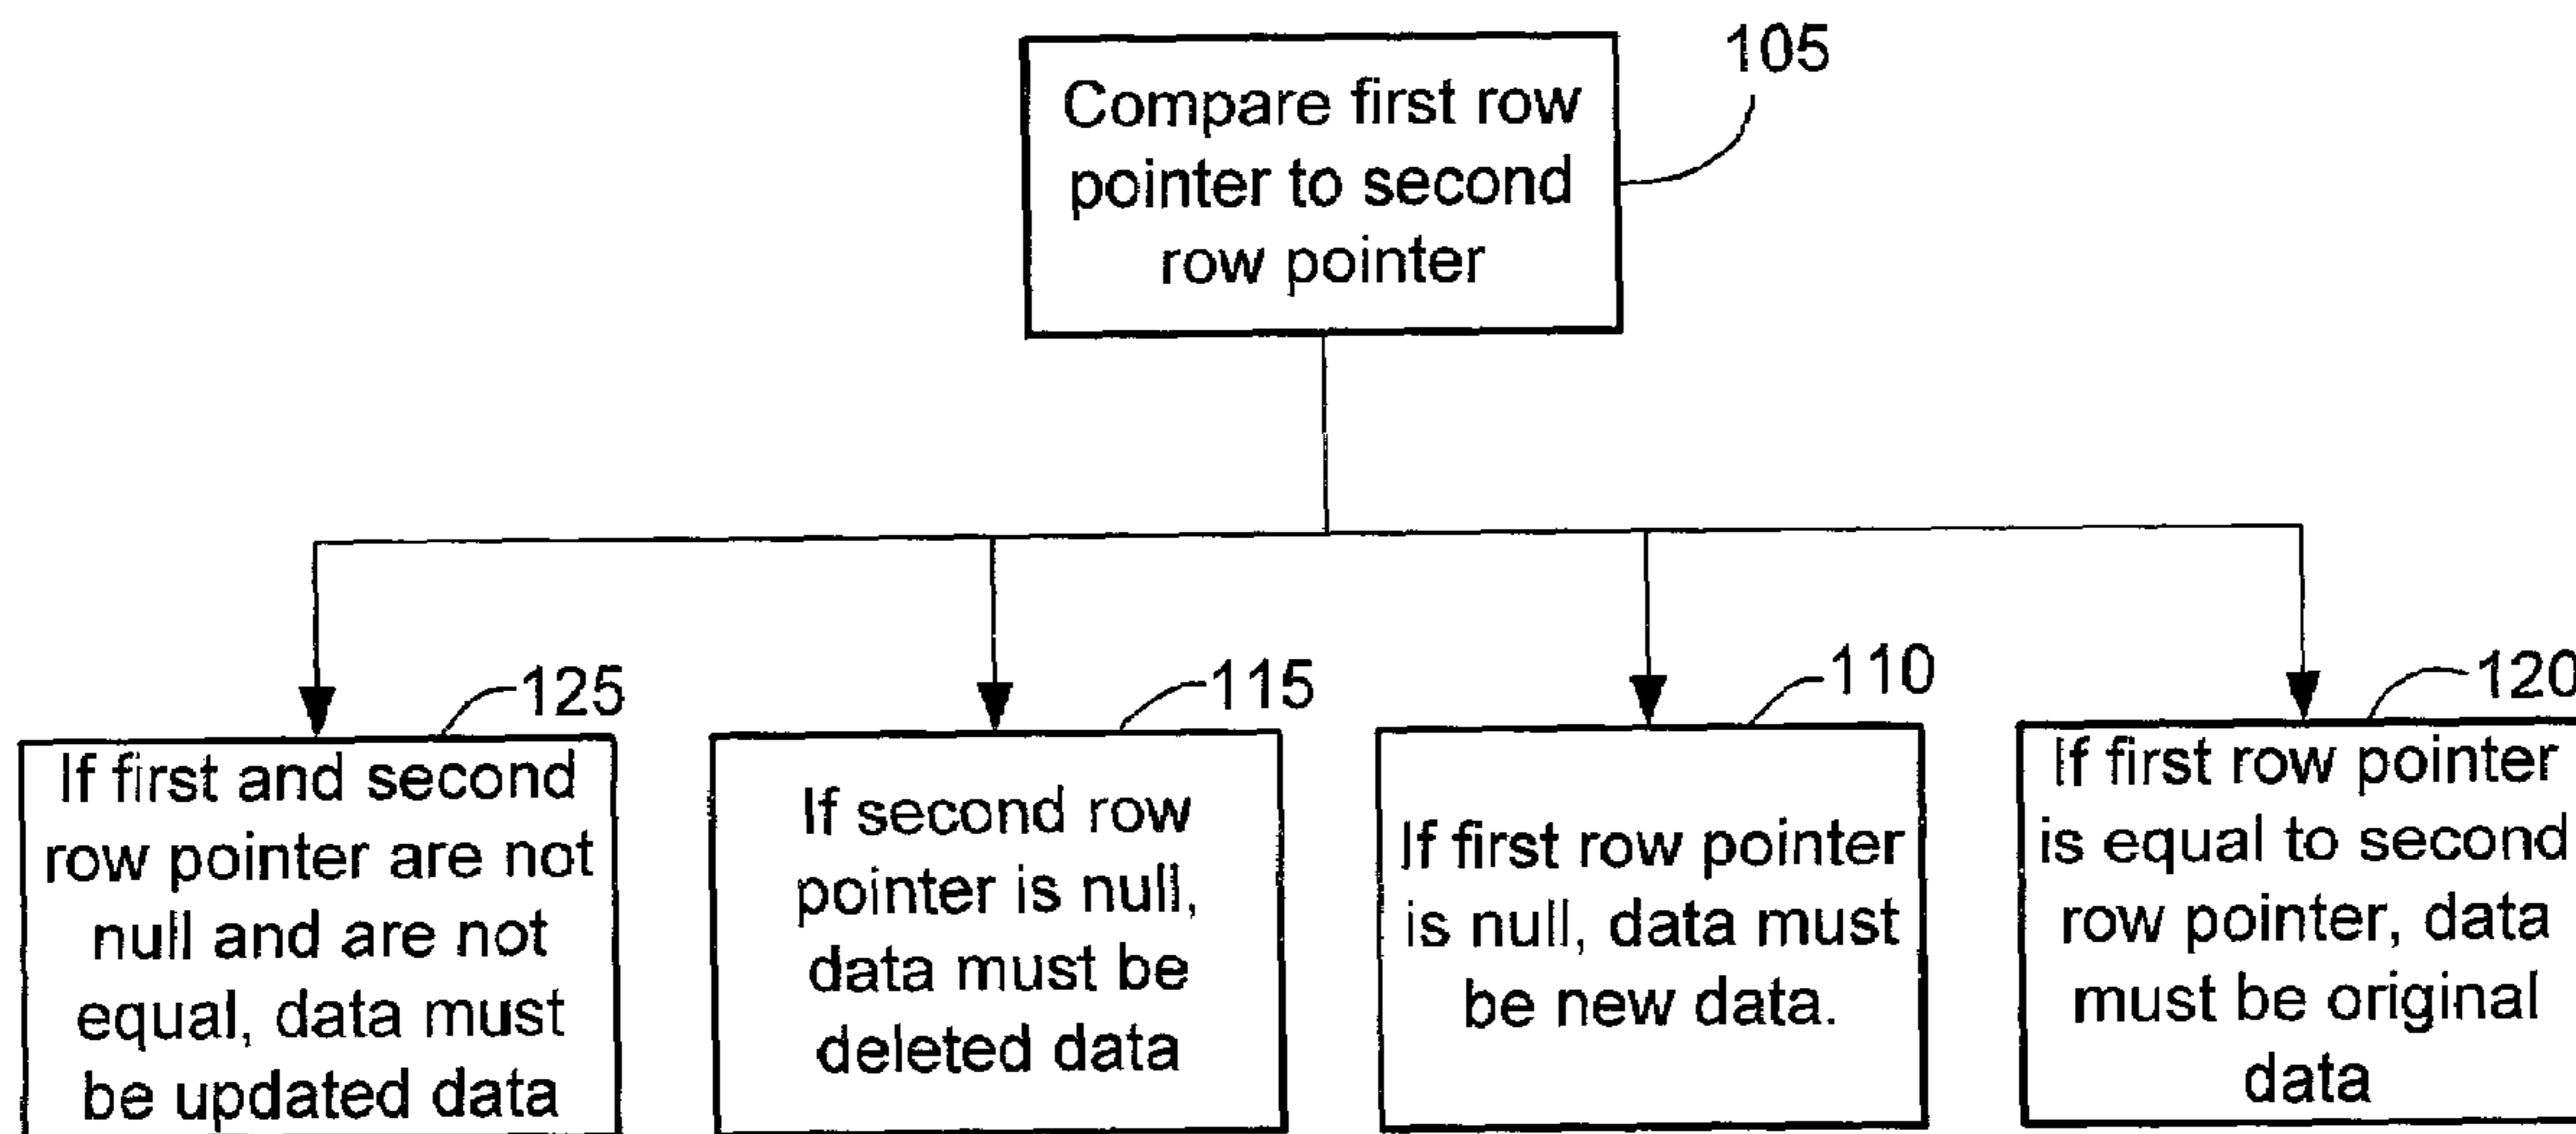 Compare first row
pointer to second
row pointer
105
125
If first and second
row pointer are not
null and are not
equal, data must
be updated data
115
If second row
pointer is null,
data must be
deleted data
110
If first row pointer
is null, data must
be new data.
120
If first row pointer
is equal to second
row pointer, data
must be original
data